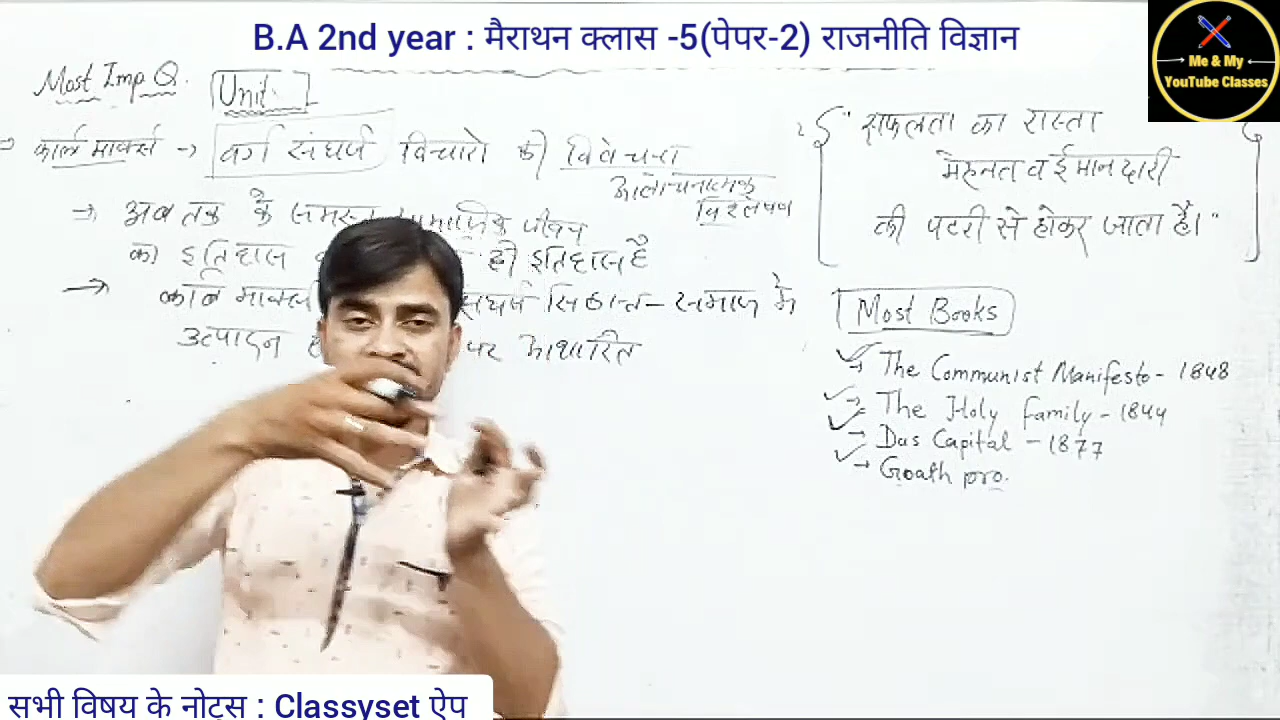 B.A 2nd year : मैराथन क्लास -5(पेपर-2) राजनीति विज्ञान
Me & My
YouTube Classes
Most Imp Q.
Unit
कार्ल मार्क्स → वर्ग संघर्ष विचारो की विवेचना
आलोचनात्मक
विश्लेषण
→ अब तक के समस्त
का इतिहास ही इतिहास है
→ कार्ल मार्क्स संघर्ष सिद्धान्त - समाज मे
उत्पादन पर आधारित
" सफलता का रास्ता
मेहनत व ईमानदारी
की पटरी से होकर जाता है। "
Most Books
→ The Communist Manifesto - 1848
→ The Holy family - 1844
→ Das Capital - 1877
→ Goath pro.
सभी विषय के नोट्स : Classyset ऐप